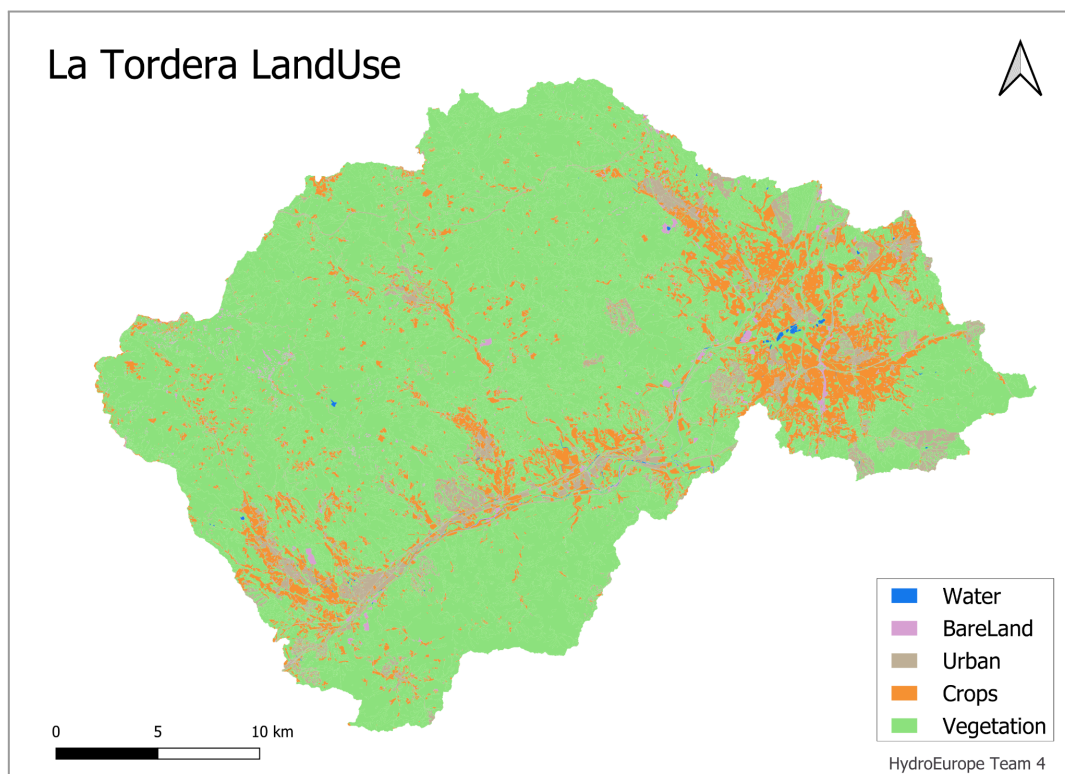 La Tordera LandUse
Water
BareLand
Urban
Crops
Vegetation
0 5 10 km
HydroEurope Team 4